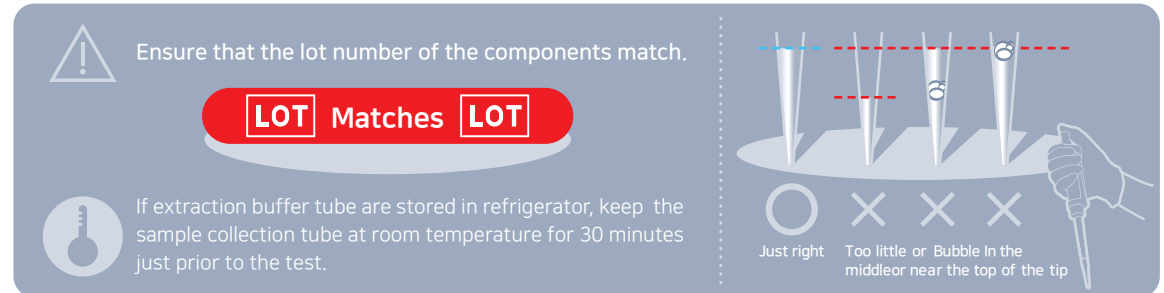 Ensure that the lot number of the components match.
LOT Matches LOT
If extraction buffer tube are stored in refrigerator, keep the
sample collection tube at room temperature for 30 minutes
just prior to the test.
Just right
Too little or Bubble In the
middleor near the top of the tip